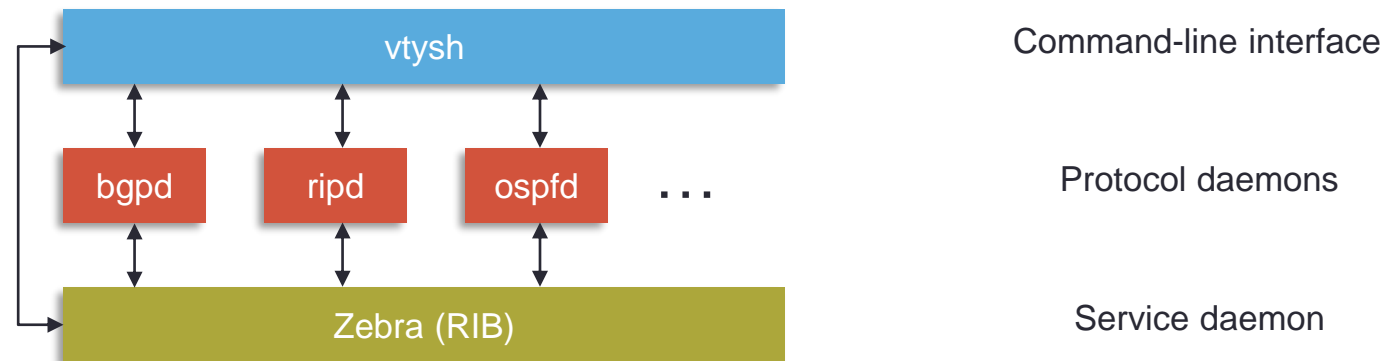 vtysh
Command-line interface
bgpd
ripd
ospfd
...
Protocol daemons
Zebra (RIB)
Service daemon